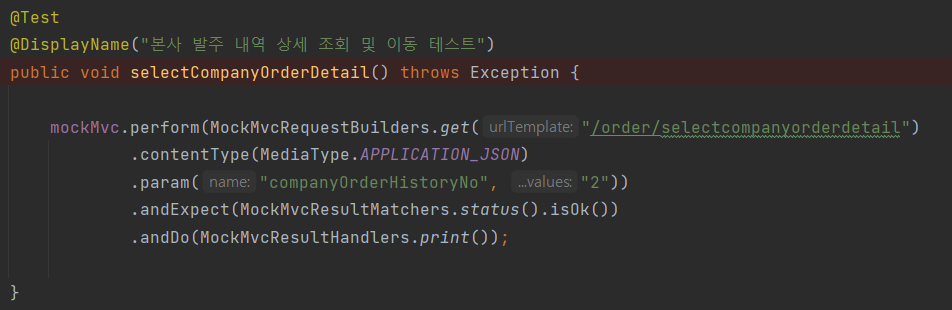 @Test
@DisplayName("본사 발주 내역 상세 조회 및 이동 테스트")
public void selectCompanyOrderDetail() throws Exception {
mockMvc.perform(MockMvcRequestBuilders.get( urlTemplate: "/order/selectcompanyorderdetail")
.contentType(MediaType.APPLICATION_JSON)
.param( name: "companyOrderHistoryNo", ...values: "2"))
.andExpect(MockMvcResultMatchers.status().isOk())
.andDo(MockMvcResultHandlers.print());
}